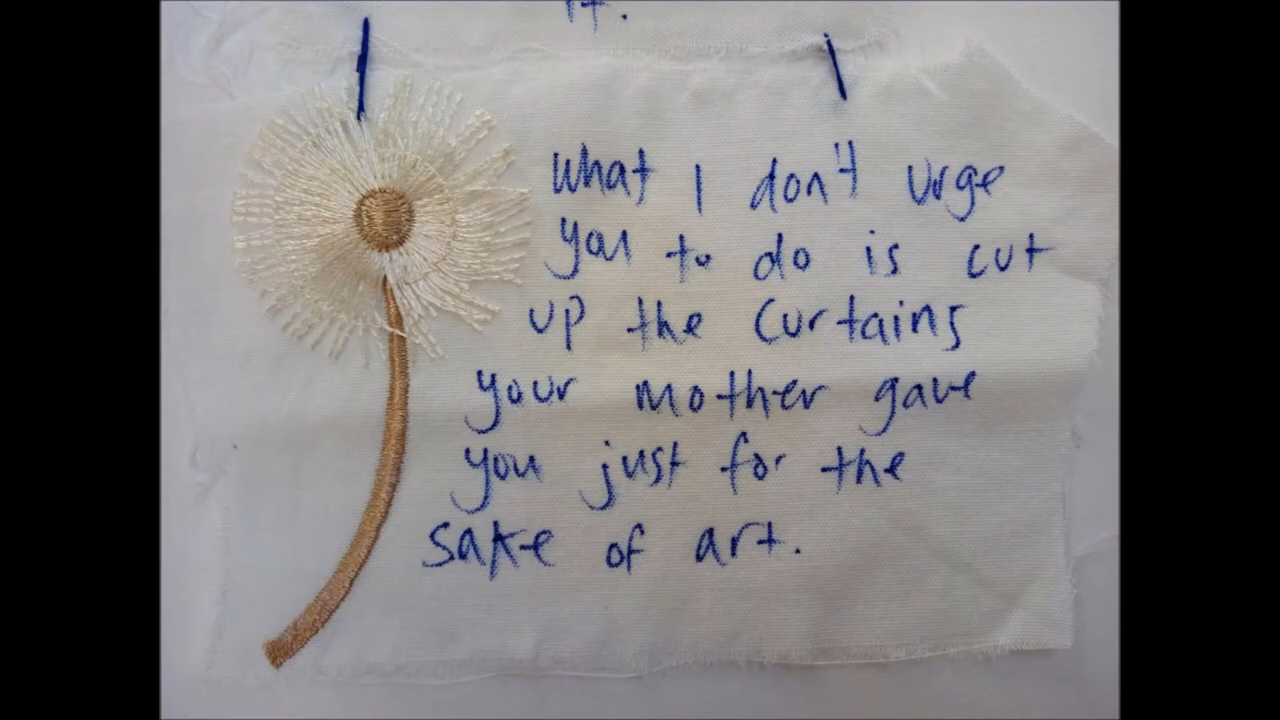 it.
What I don't urge
you to do is cut
up the curtains
your mother gave
you just for the
sake of art.